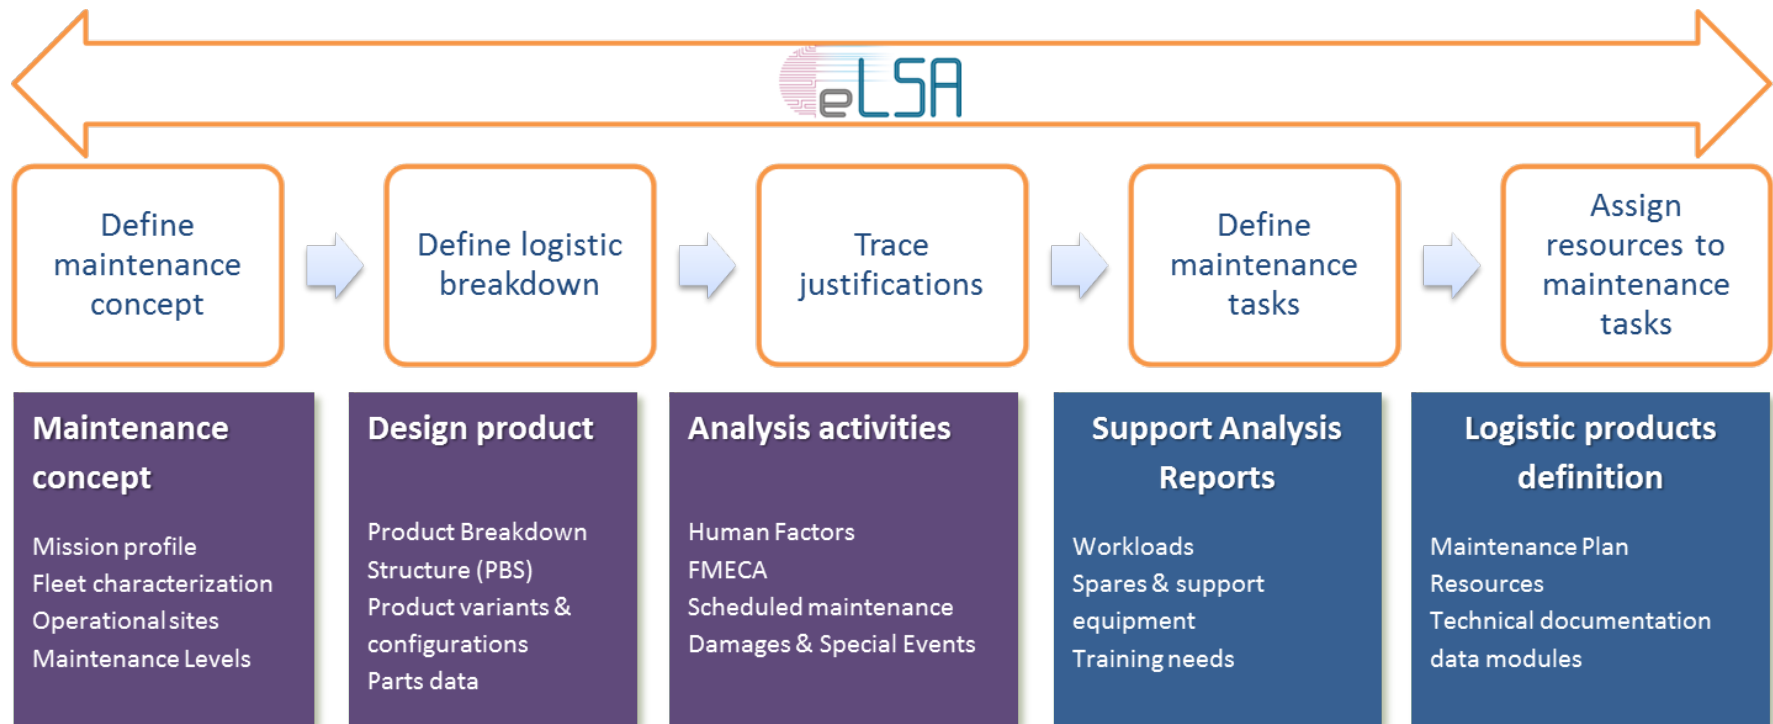 eLSA
Define
maintenance
concept
Define logistic
breakdown
Trace
justifications
Define
maintenance
tasks
Assign
resources to
maintenance
tasks
Maintenance
concept
Mission profile
Fleet characterization
Operational sites
Maintenance Levels
Design product
Product Breakdown
Structure (PBS)
Product variants &
configurations
Parts data
Analysis activities
Human Factors
FMECA
Scheduled maintenance
Damages & Special Events
Support Analysis
Reports
Workloads
Spares & support
equipment
Training needs
Logistic products
definition
Maintenance Plan
Resources
Technical documentation
data modules